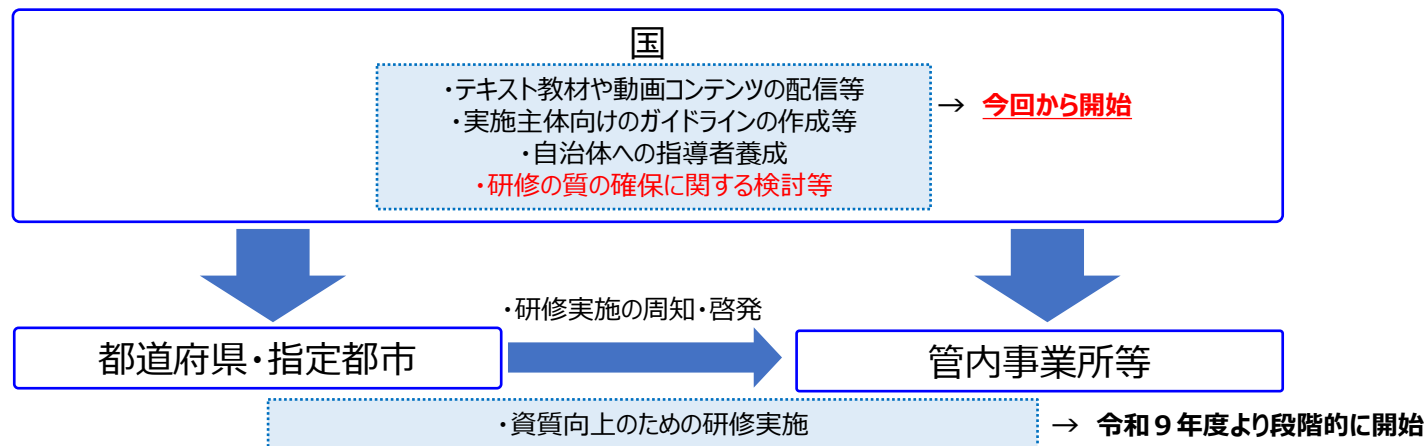 国
・テキスト教材や動画コンテンツの配信等
・実施主体向けのガイドラインの作成等
・自治体への指導者養成
・研修の質の確保に関する検討等
→ 今回から開始
・研修実施の周知・啓発
都道府県・指定都市
管内事業所等
・資質向上のための研修実施
→ 令和９年度より段階的に開始